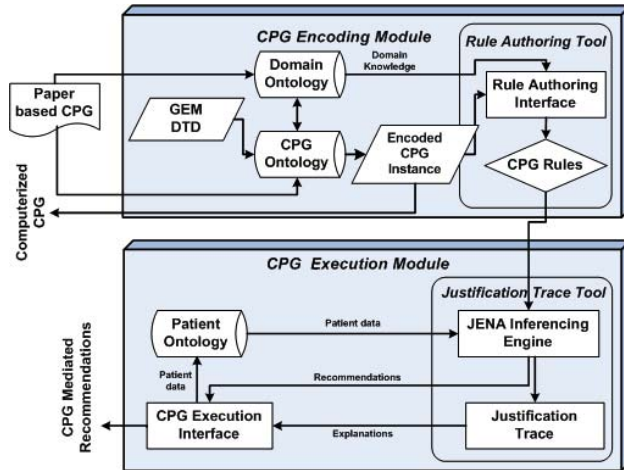 CPG Encoding Module
Rule Authoring Tool
Domain
Knowledge
Domain
Ontology
Paper
based CPG
Rule Authoring
Interface
GEM
DTD
CPG
Ontology
Encoded
CPG
Instance
CPG Rules
Computerized
CPG
CPG Execution Module
Justification Trace Tool
Patient
Ontology
Patient data
JENA Inferencing
Engine
Patient
data
Recommendations
CPG Mediated
Recommendations
CPG Execution
Interface
Explanations
Justification
Trace